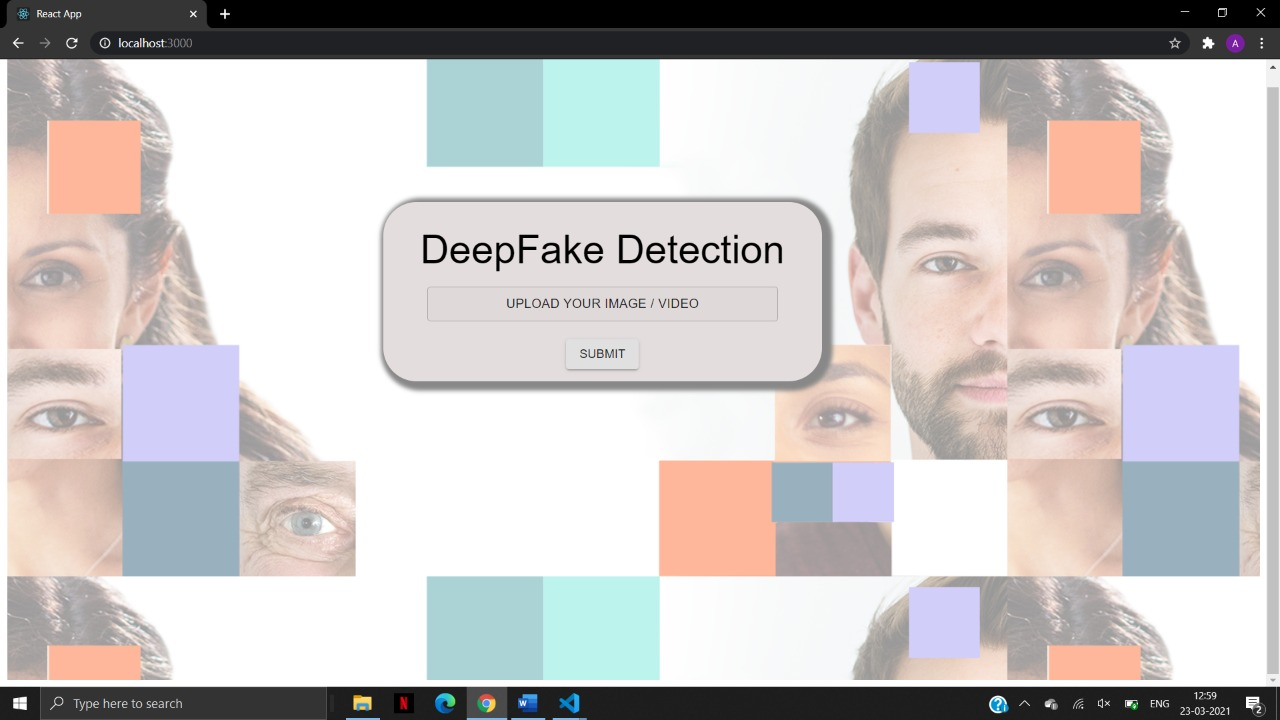 React App
localhost:3000
A
DeepFake Detection
UPLOAD YOUR IMAGE / VIDEO
SUBMIT
Type here to search
N
W
ENG
12:59
23-03-2021
2